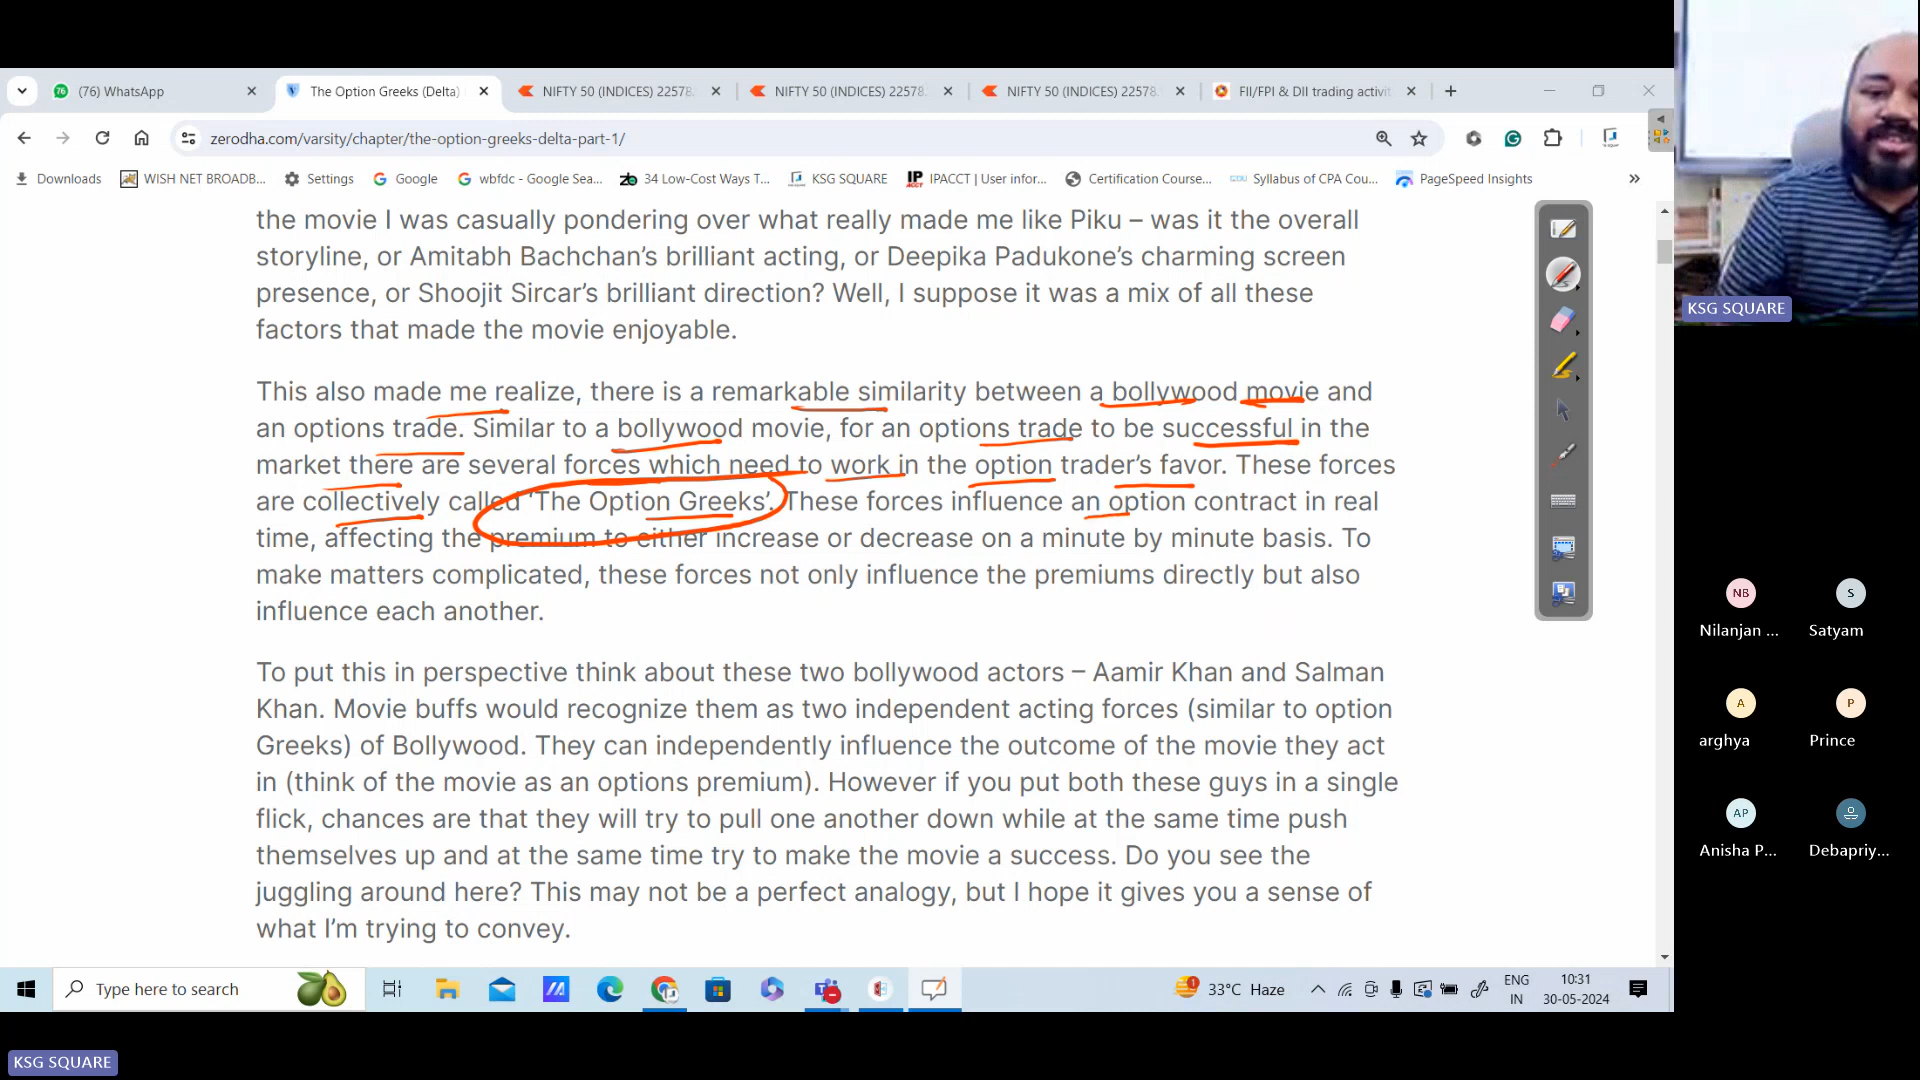 (76) WhatsApp
The Option Greeks (Delta)
NIFTY 50 (INDICES) 22578.
NIFTY 50 (INDICES) 22578.
NIFTY 50 (INDICES) 22578.
FII/FPI & DII trading activit
zerodha.com/varsity/chapter/the-option-greeks-delta-part-1/
Downloads
WISH NET BROADB...
Settings
Google
wbfdc - Google Sea...
34 Low-Cost Ways T...
KSG SQUARE
IPACCT | User infor...
Certification Course...
Syllabus of CPA Cou...
PageSpeed Insights
the movie I was casually pondering over what really made me like Piku – was it the overall
storyline, or Amitabh Bachchan’s brilliant acting, or Deepika Padukone’s charming screen
presence, or Shoojit Sircar’s brilliant direction? Well, I suppose it was a mix of all these
factors that made the movie enjoyable.
This also made me realize, there is a remarkable similarity between a bollywood movie and
an options trade. Similar to a bollywood movie, for an options trade to be successful in the
market there are several forces which need to work in the option trader’s favor. These forces
are collectively called ‘The Option Greeks’. These forces influence an option contract in real
time, affecting the premium to either increase or decrease on a minute by minute basis. To
make matters complicated, these forces not only influence the premiums directly but also
influence each another.
To put this in perspective think about these two bollywood actors – Aamir Khan and Salman
Khan. Movie buffs would recognize them as two independent acting forces (similar to option
Greeks) of Bollywood. They can independently influence the outcome of the movie they act
in (think of the movie as an options premium). However if you put both these guys in a single
flick, chances are that they will try to pull one another down while at the same time push
themselves up and at the same time try to make the movie a success. Do you see the
juggling around here? This may not be a perfect analogy, but I hope it gives you a sense of
what I’m trying to convey.
KSG SQUARE
NB
Nilanjan ...
S
Satyam
A
arghya
P
Prince
AP
Anisha P...
Debapriy...
Type here to search
33°C Haze
ENG
IN
10:31
30-05-2024
KSG SQUARE